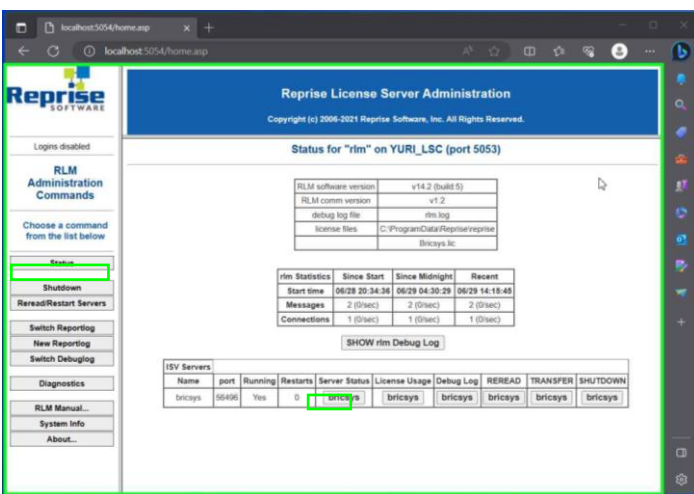 localhost:5054/home.asp
localhost:5054/home.asp
Reprise
SOFTWARE
Reprise License Server Administration
Copyright (c) 2006-2021 Reprise Software, Inc. All Rights Reserved.
Logins disabled
RLM
Administration
Commands
Choose a command
from the list below
Status
Shutdown
Reread/Restart Servers
Switch Reportlog
New Reportlog
Switch Debuglog
Diagnostics
RLM Manual...
System Info
About...
Status for "rlm" on YURI_LSC (port 5053)
RLM software version v14.2 (build:5)
RLM comm version v1.2
debug log file rlm.log
license files C:\ProgramData\Reprise\reprise
Bricsys.lic
rlm Statistics Since Start Since Midnight Recent
Start time 06/28 20:34:36 06/29 04:30:29 06/29 14:15:45
Messages 2 (0/sec) 2 (0/sec) 2 (0/sec)
Connections 1 (0/sec) 1 (0/sec) 1 (0/sec)
SHOW rlm Debug Log
ISV Servers
Name port Running Restarts Server Status License Usage Debug Log REREAD TRANSFER SHUTDOWN
bricsys 56496 Yes 0 bricsys bricsys bricsys bricsys bricsys bricsys